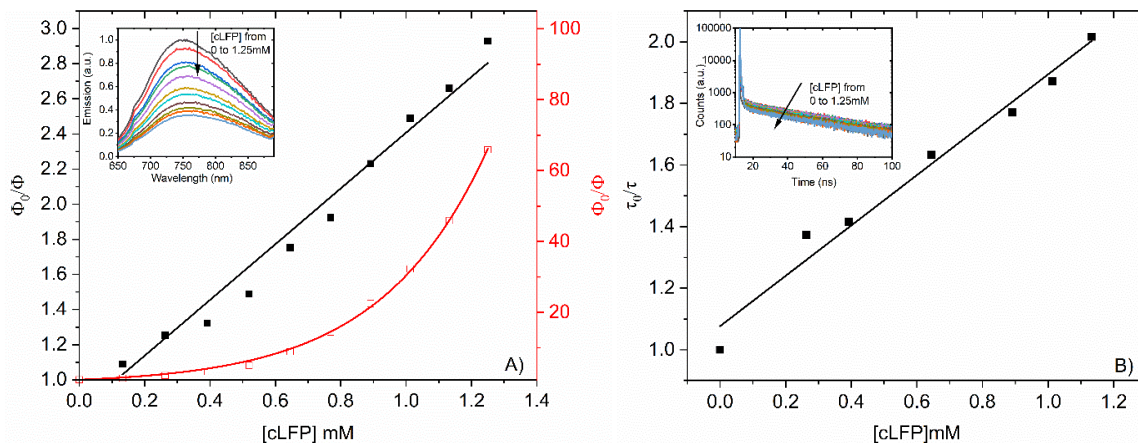 3.0
2.8
2.6
2.4
2.2
2.0
1.8
1.6
1.4
1.2
1.0
Φ₀/Φ
0.0 0.2 0.4 0.6 0.8 1.0 1.2 1.4
[cLFP] mM
100
80
60
40
20
Φ₀/Φ
A)
1.0
0.8
0.6
0.4
0.2
0.0
Emission (a.u.)
650 700 750 800 850
Wavelength (nm)
[cLFP] from
0 to 1.25mM
2.0
1.8
1.6
1.4
1.2
1.0
τ₀/τ
0.0 0.2 0.4 0.6 0.8 1.0 1.2
[cLFP]mM
B)
100000
10000
1000
100
10
Counts (a.u.)
20 40 60 80 100
Time (ns)
[cLFP] from
0 to 1.25mM